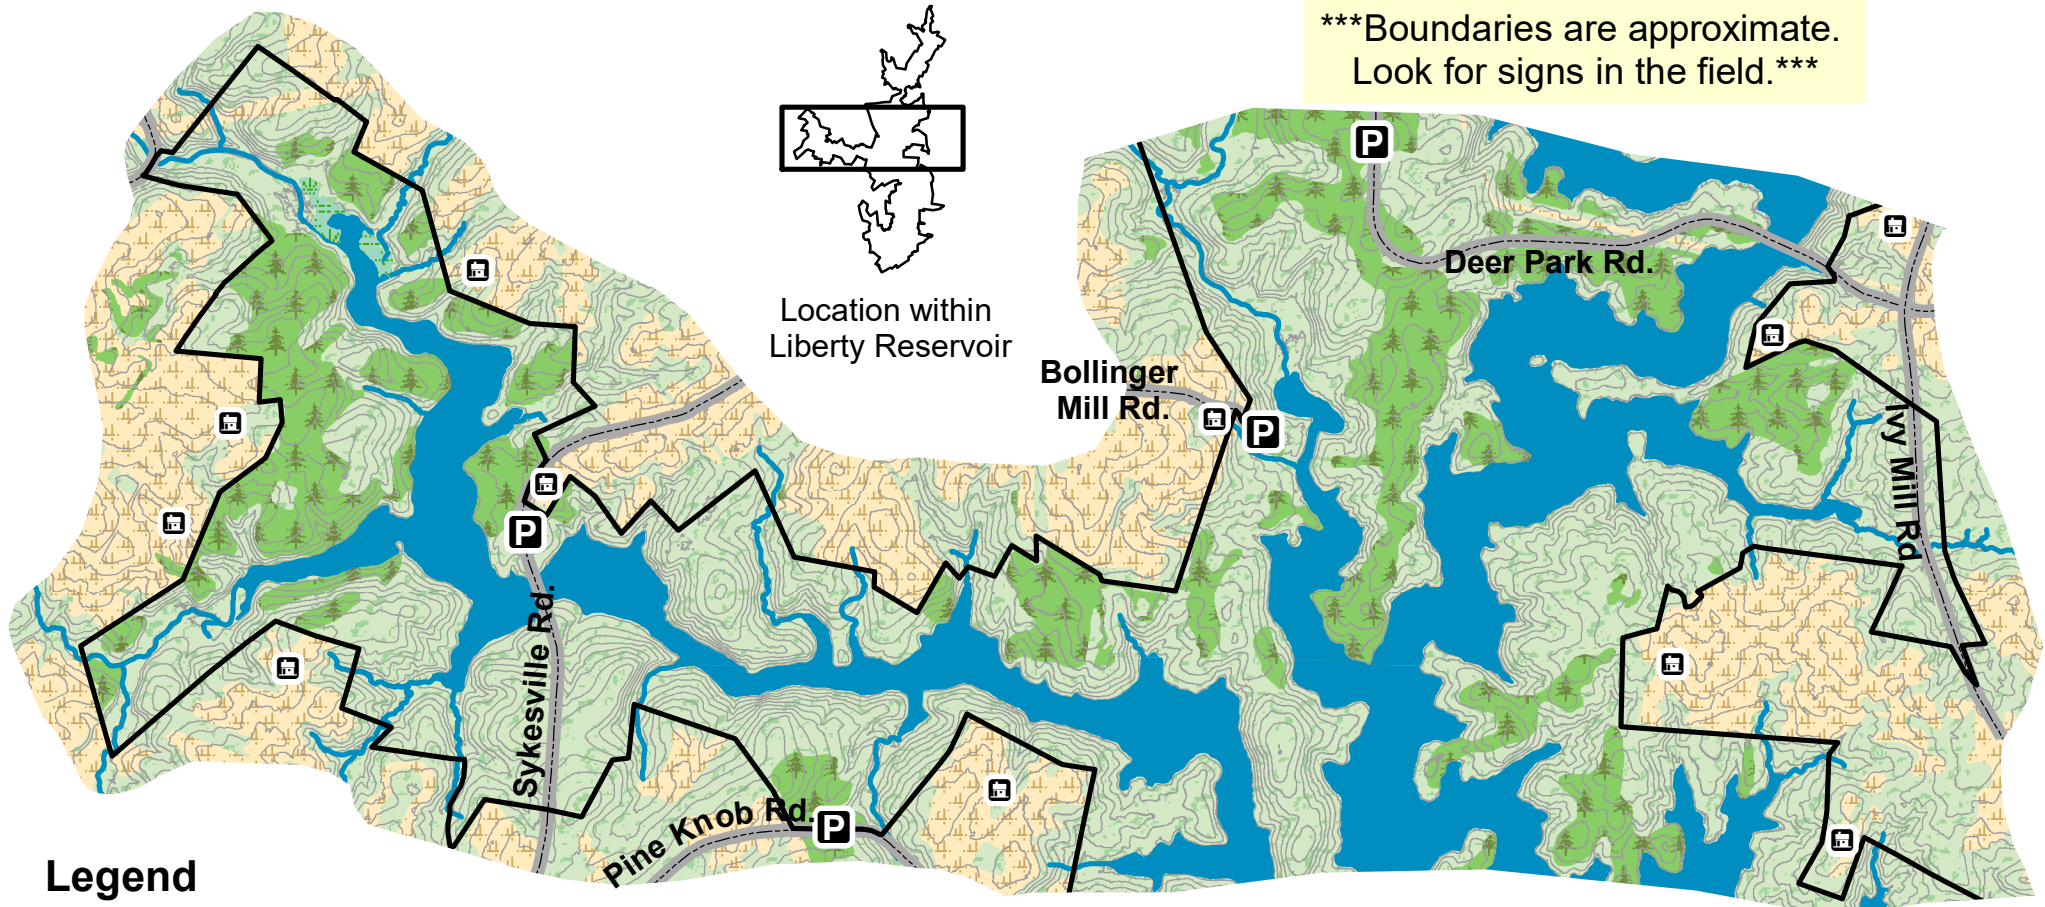 ***Boundaries are approximate.
Look for signs in the field.***
P
Deer Park Rd.
Location within
Liberty Reservoir
Bollinger
Mill Rd.
P
Ivy Mill Rd
P
Sykesville Rd.
Pine Knob Rd.
P
Legend